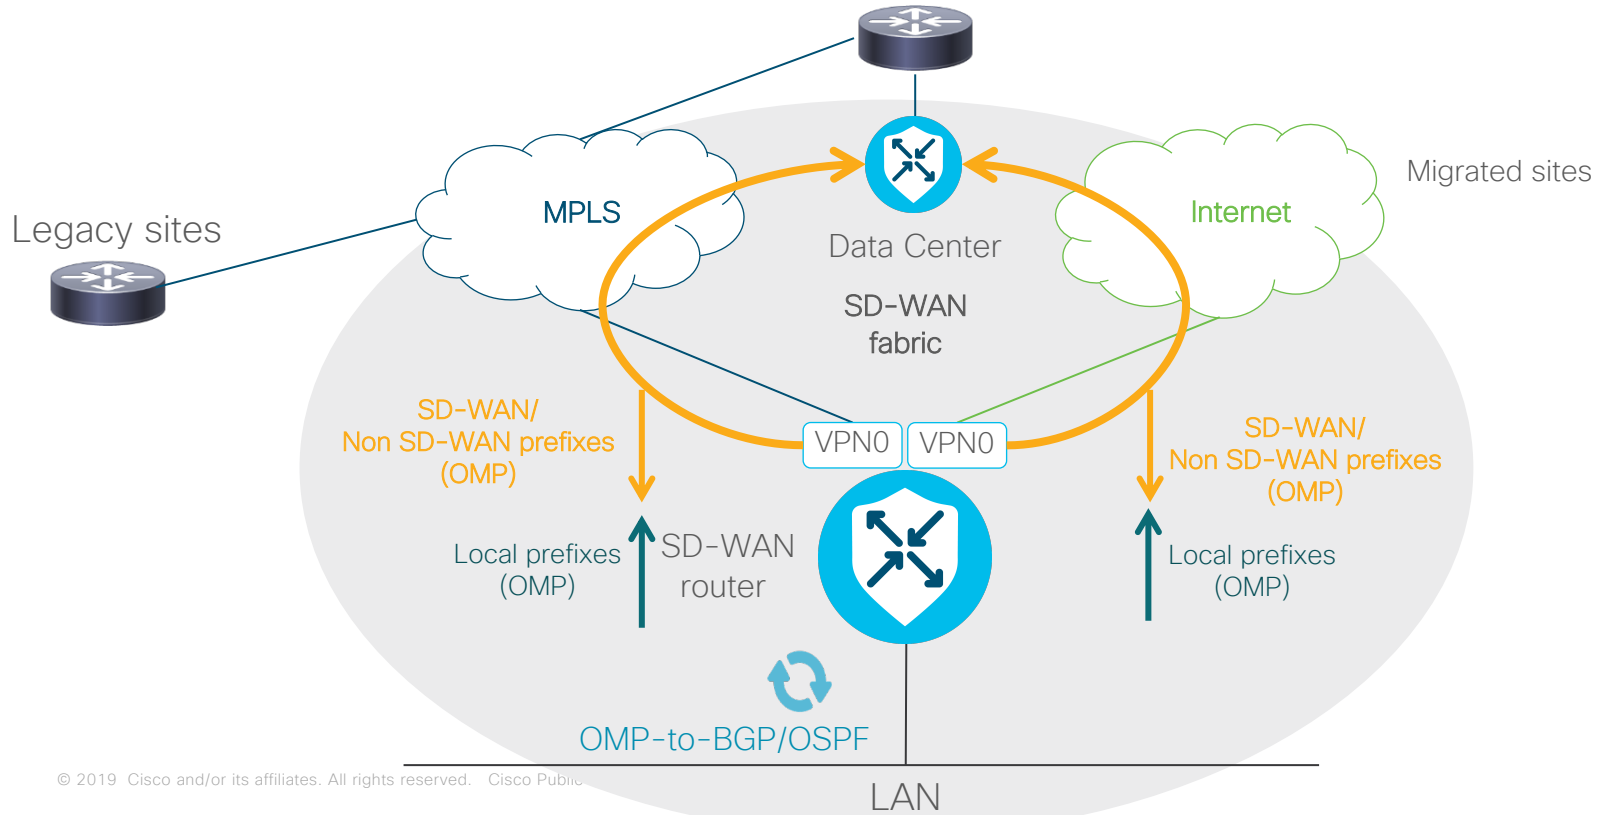 Migrated sites
MPLS
Internet
Legacy sites
Data Center
SD-WAN
fabric
SD-WAN/
Non SD-WAN prefixes
(OMP)
VPN0
VPN0
SD-WAN/
Non SD-WAN prefixes
(OMP)
Local prefixes
(OMP)
SD-WAN
router
Local prefixes
(OMP)
OMP-to-BGP/OSPF
© 2019 Cisco and/or its affiliates. All rights reserved. Cisco Public
LAN